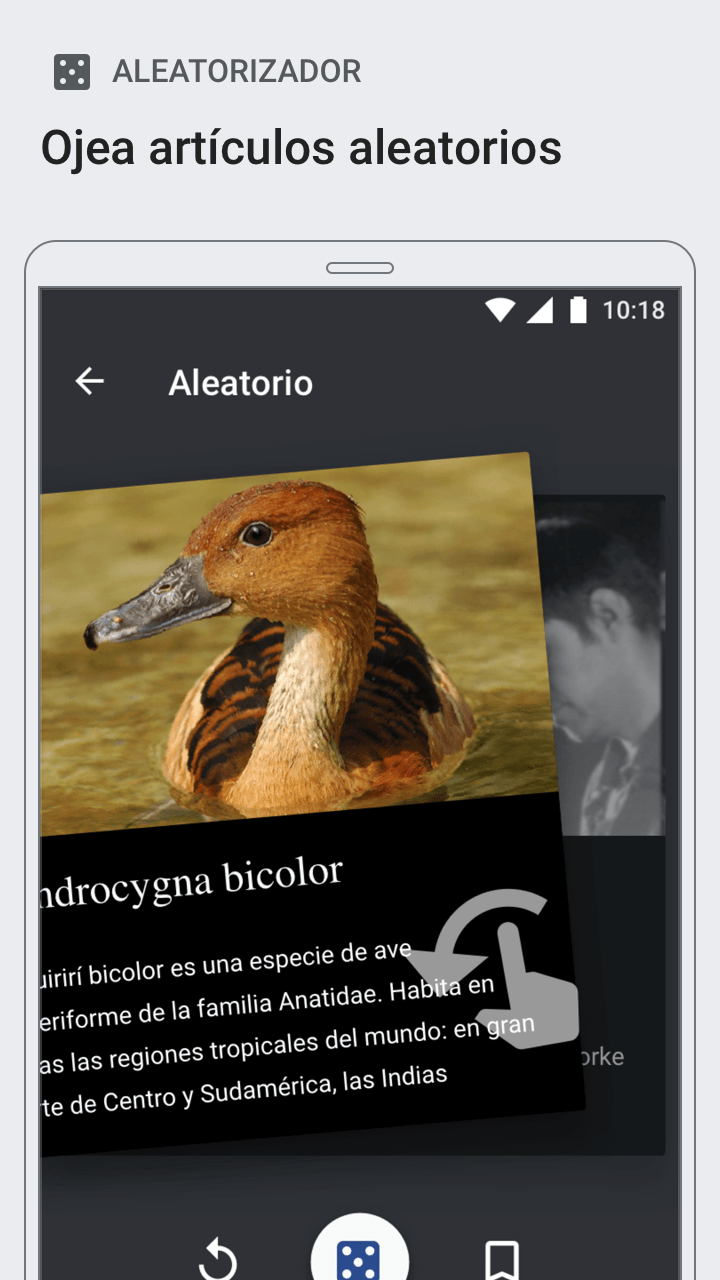 ALEATORIZADOR
Ojea artículos aleatorios
10:18
Aleatorio
ndrocygna bicolor
uirirí bicolor es una especie de ave
eriforme de la familia Anatidae. Habita en
as las regiones tropicales del mundo: en gran
te de Centro y Sudamérica, las Indias
orke